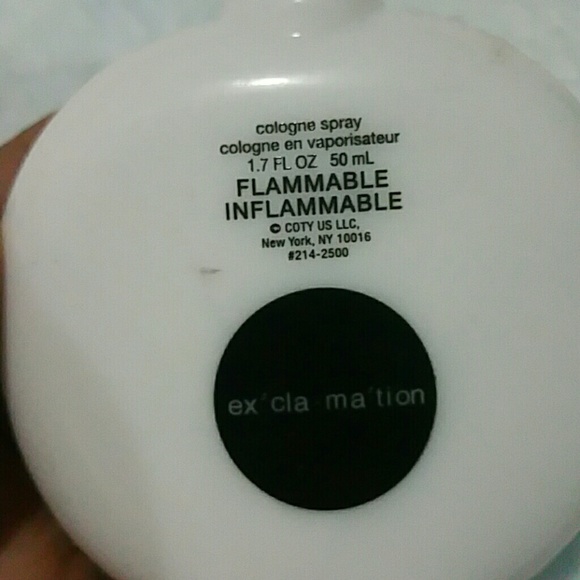 cologne spray
cologne en vaporisateur
1.7 FL OZ 50 mL
FLAMMABLE
INFLAMMABLE
© COTY US LLC,
New York, NY 10016
#214-2500
ex'cla ma'tion